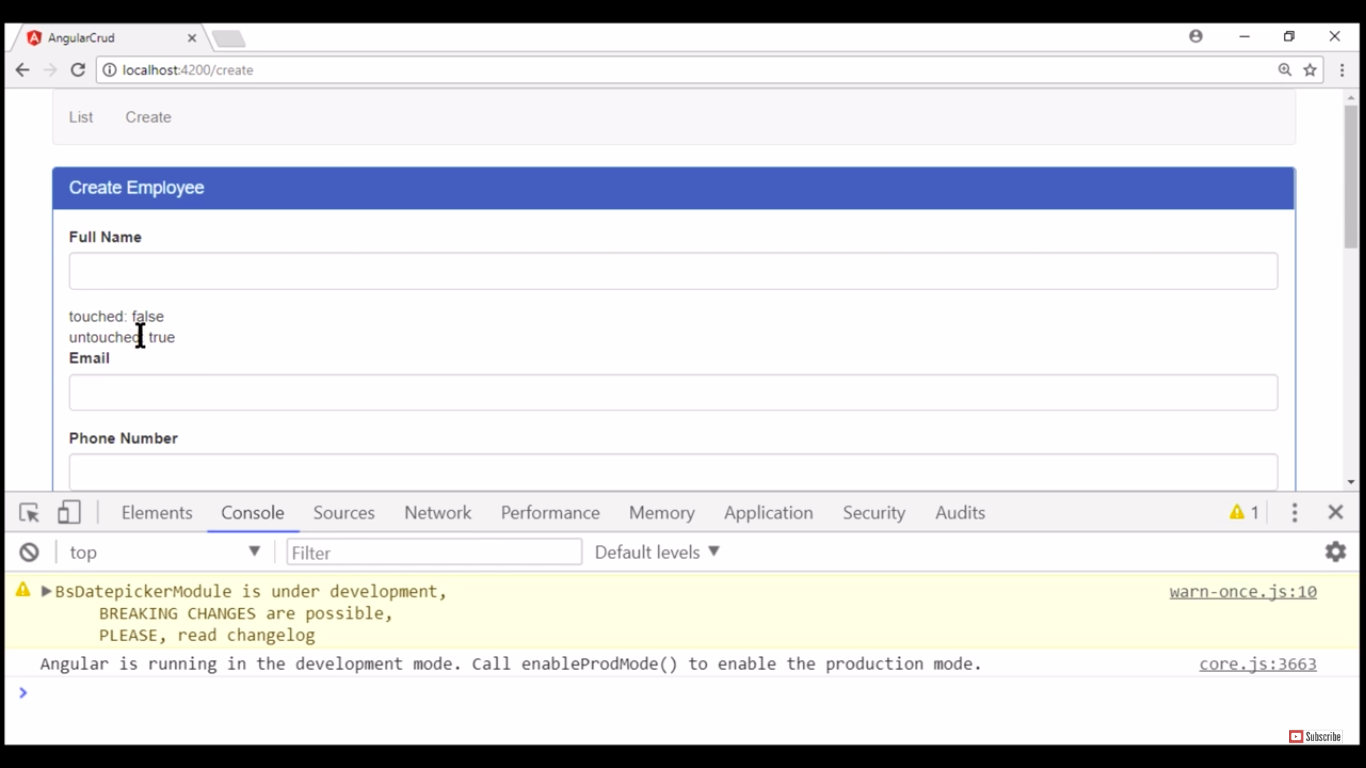 AngularCrud
localhost:4200/create
List Create
Create Employee
Full Name
touched: false
untouched: true
Email
Phone Number
Elements Console Sources Network Performance Memory Application Security Audits 1
top Filter Default levels
BsDatepickerModule is under development, warn-once.js:10
BREAKING CHANGES are possible,
PLEASE, read changelog
Angular is running in the development mode. Call enableProdMode() to enable the production mode. core.js:3663
Subscribe